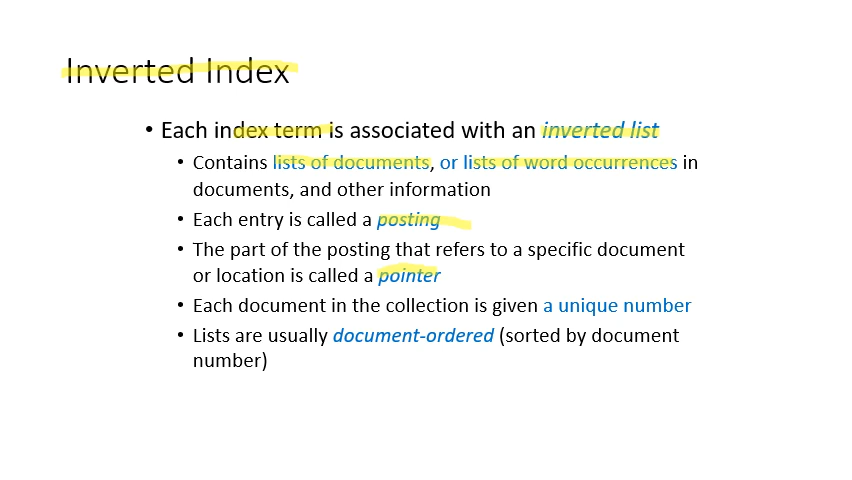 Inverted Index
• Each index term is associated with an inverted list
• Contains lists of documents, or lists of word occurrences in
documents, and other information
• Each entry is called a posting
• The part of the posting that refers to a specific document
or location is called a pointer
• Each document in the collection is given a unique number
• Lists are usually document-ordered (sorted by document
number)